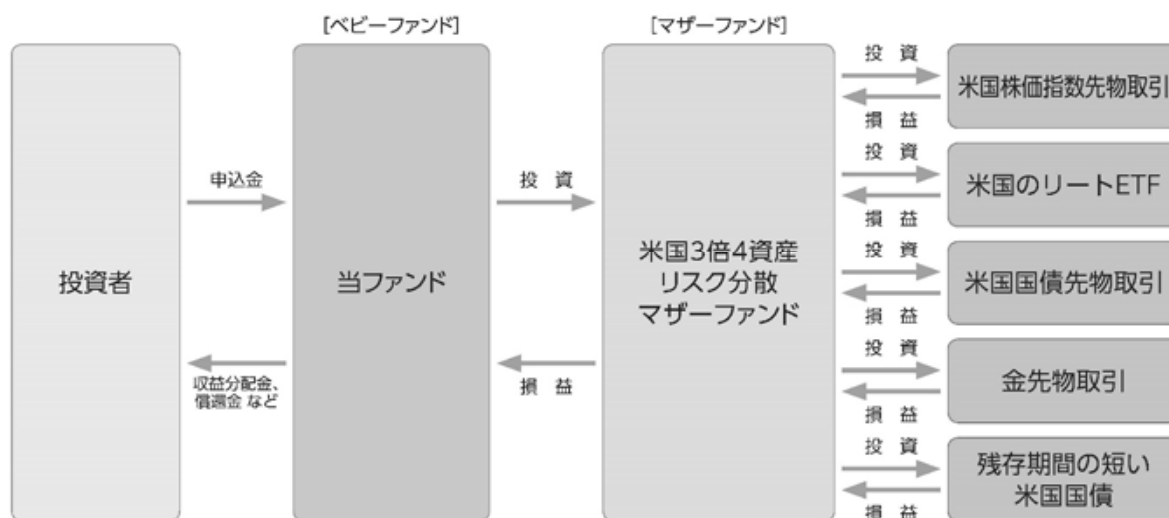 [ベビーファンド]
[マザーファンド]
投資者
申込金
収益分配金、
償還金 など
当ファンド
投 資
損 益
米国3倍4資産
リスク分散
マザーファンド
投 資
損 益
米国株価指数先物取引
投 資
損 益
米国のリートETF
投 資
損 益
米国国債先物取引
投 資
損 益
金先物取引
投 資
損 益
残存期間の短い
米国国債